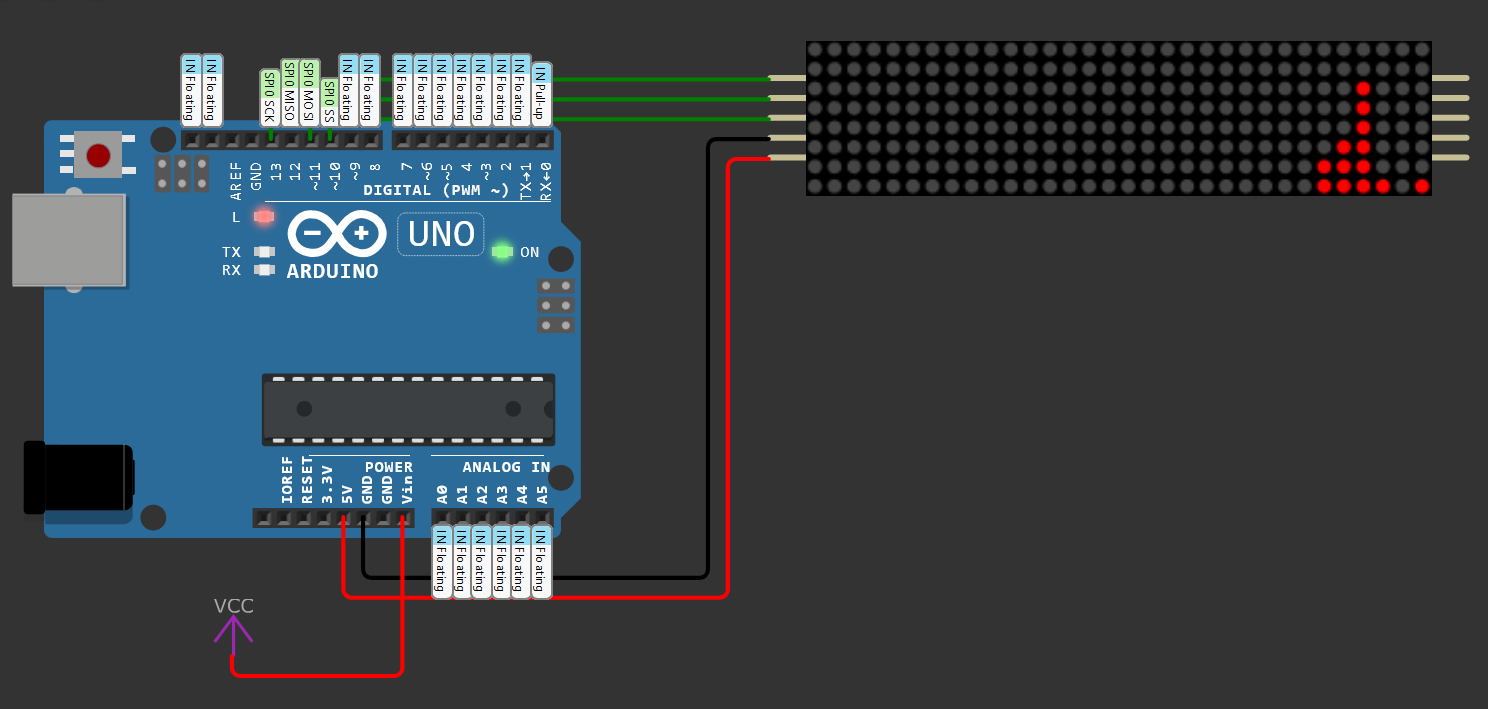 IN Floating
IN Floating
SPI0 SCK
SPI0 MISO
SPI0 MOSI
SPI0 SS
IN Floating
IN Floating
IN Floating
IN Floating
IN Floating
IN Floating
IN Floating
IN Floating
IN Floating
IN Pull-up
AREF
GND
13
12
~11
~10
~9
8
7
~6
~5
4
~3
2
TX→1
RX←0
DIGITAL (PWM ~)
L
TX
RX
UNO
ON
ARDUINO
POWER
ANALOG IN
IOREF
RESET
3.3V
5V
GND
GND
Vin
A0
A1
A2
A3
A4
A5
IN Floating
IN Floating
IN Floating
IN Floating
IN Floating
IN Floating
VCC